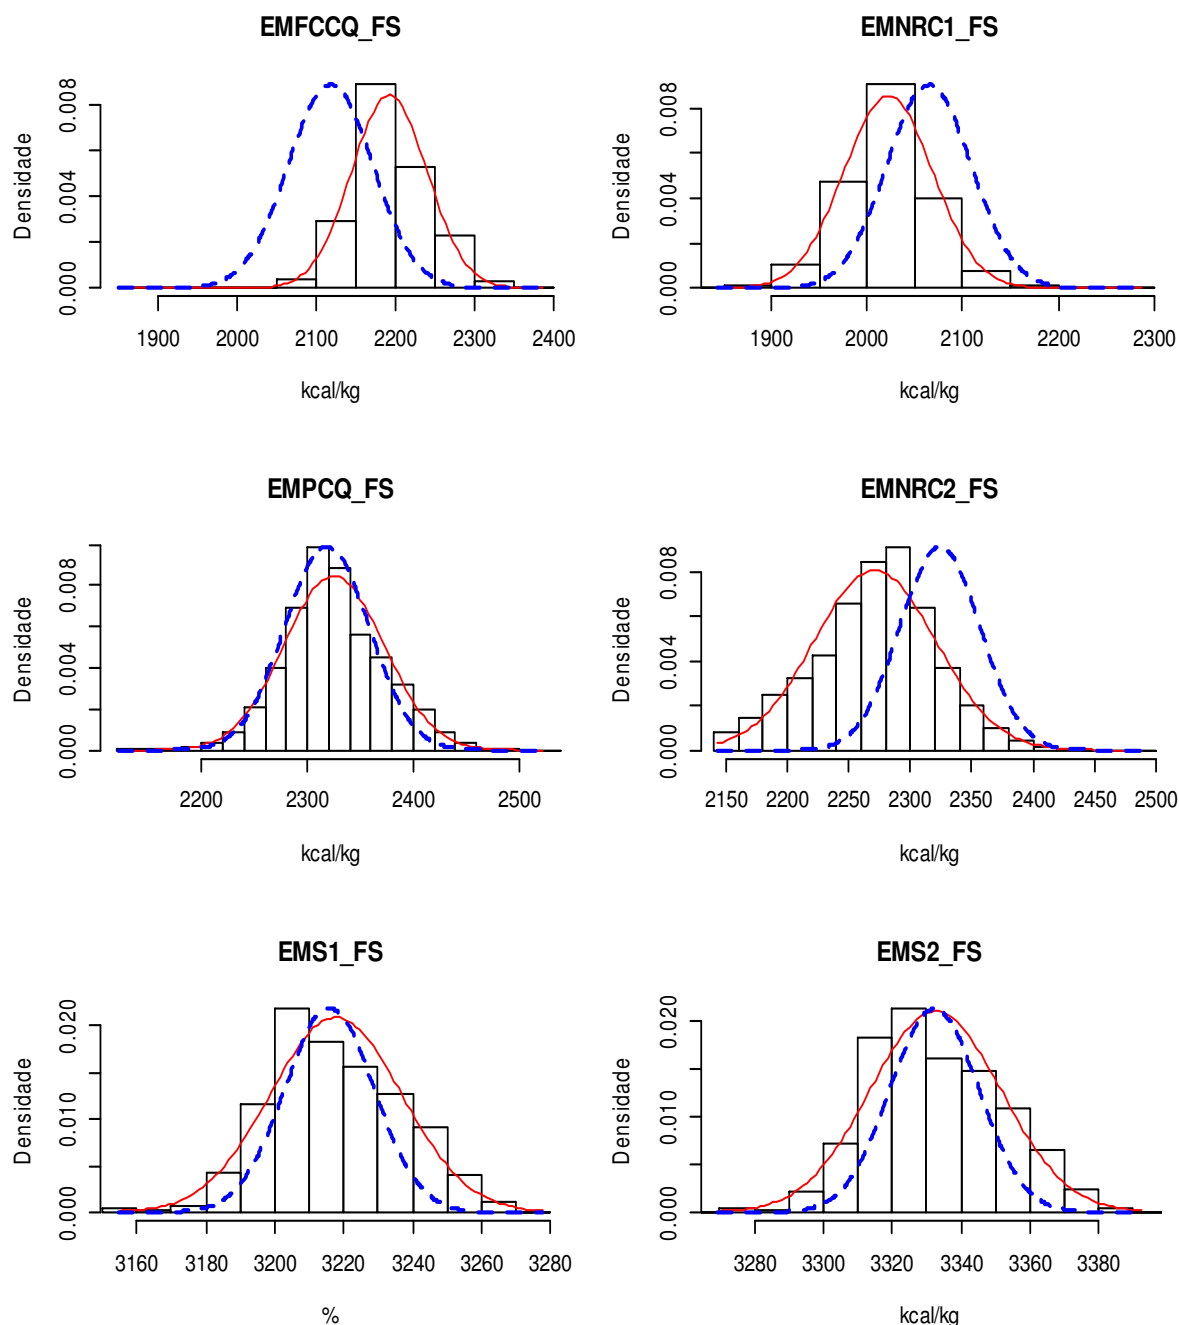 EMFCCQ_FS
Densidade
0.000 0.004 0.008
1900 2000 2100 2200 2300 2400
kcal/kg
EMNRC1_FS
Densidade
0.000 0.004 0.008
1900 2000 2100 2200 2300
kcal/kg
EMPCQ_FS
Densidade
0.000 0.004 0.008
2200 2300 2400 2500
kcal/kg
EMNRC2_FS
Densidade
0.000 0.004 0.008
2150 2200 2250 2300 2350 2400 2450 2500
kcal/kg
EMS1_FS
Densidade
0.000 0.010 0.020
3160 3180 3200 3220 3240 3260 3280
%
EMS2_FS
Densidade
0.000 0.010 0.020
3280 3300 3320 3340 3360 3380
kcal/kg